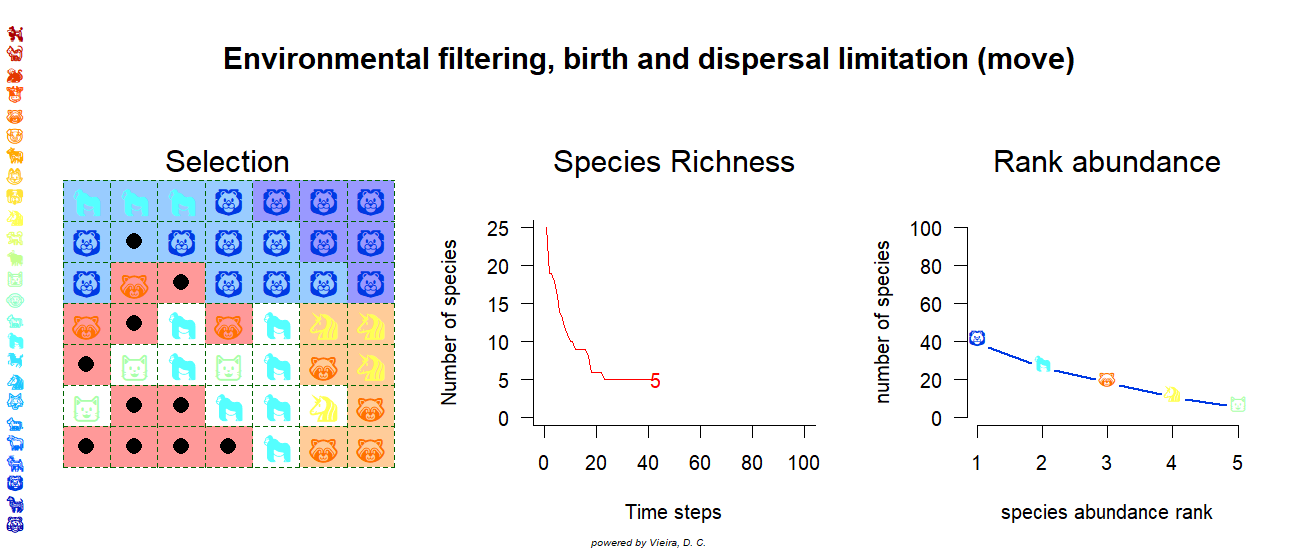 Environmental filtering, birth and dispersal limitation (move)
Selection
Species Richness
Number of species
25
20
15
10
5
0
5
0 20 40 60 80 100
Time steps
Rank abundance
number of species
100
80
60
40
20
0
1 2 3 4 5
species abundance rank
powered by Vieira, D. C.